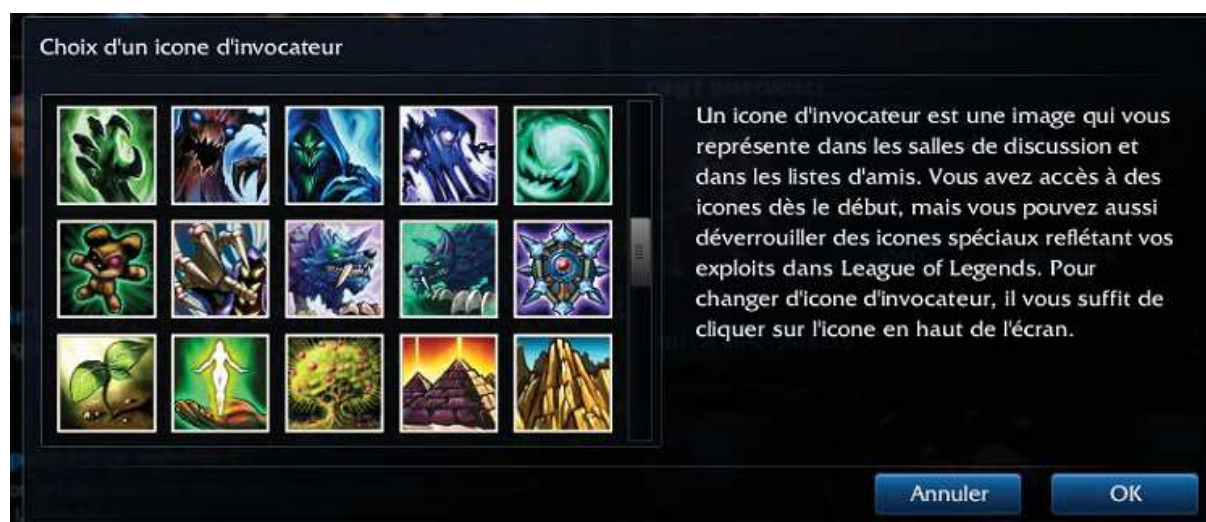 Choix d'un icone d'invocateur
Un icone d'invocateur est une image qui vous
représente dans les salles de discussion et
dans les listes d'amis. Vous avez accès à des
icones dès le début, mais vous pouvez aussi
déverrouiller des icones spéciaux reflétant vos
exploits dans League of Legends. Pour
changer d'icone d'invocateur, il vous suffit de
cliquer sur l'icone en haut de l'écran.
Annuler
OK